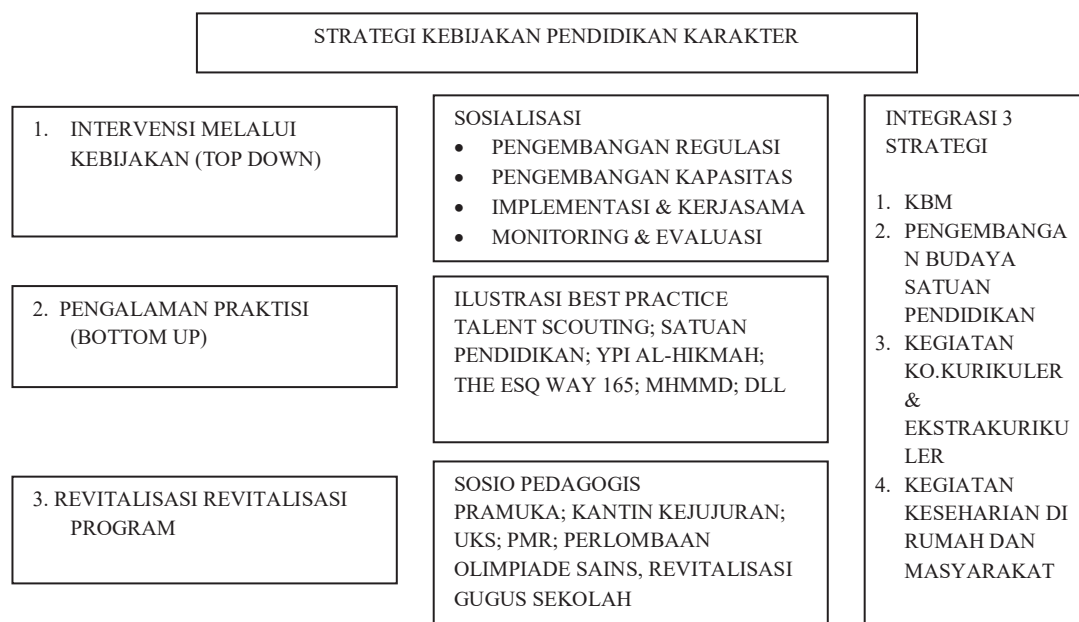 STRATEGI KEBIJAKAN PENDIDIKAN KARAKTER
1. INTERVENSI MELALUI
KEBIJAKAN (TOP DOWN)
SOSIALISASI
• PENGEMBANGAN REGULASI
• PENGEMBANGAN KAPASITAS
• IMPLEMENTASI & KERJASAMA
• MONITORING & EVALUASI
2. PENGALAMAN PRAKTISI
(BOTTOM UP)
ILUSTRASI BEST PRACTICE
TALENT SCOUTING; SATUAN
PENDIDIKAN; YPI AL-HIKMAH;
THE ESQ WAY 165; MHMMD; DLL
3. REVITALISASI REVITALISASI
PROGRAM
SOSIO PEDAGOGIS
PRAMUKA; KANTIN KEJUJURAN;
UKS; PMR; PERLOMBAAN
OLIMPIADE SAINS, REVITALISASI
GUGUS SEKOLAH
INTEGRASI 3
STRATEGI
1. KBM
2. PENGEMBANGA
N BUDAYA
SATUAN
PENDIDIKAN
3. KEGIATAN
KO.KURIKULER
&
EKSTRAKURIKU
LER
4. KEGIATAN
KESEHARIAN DI
RUMAH DAN
MASYARAKAT